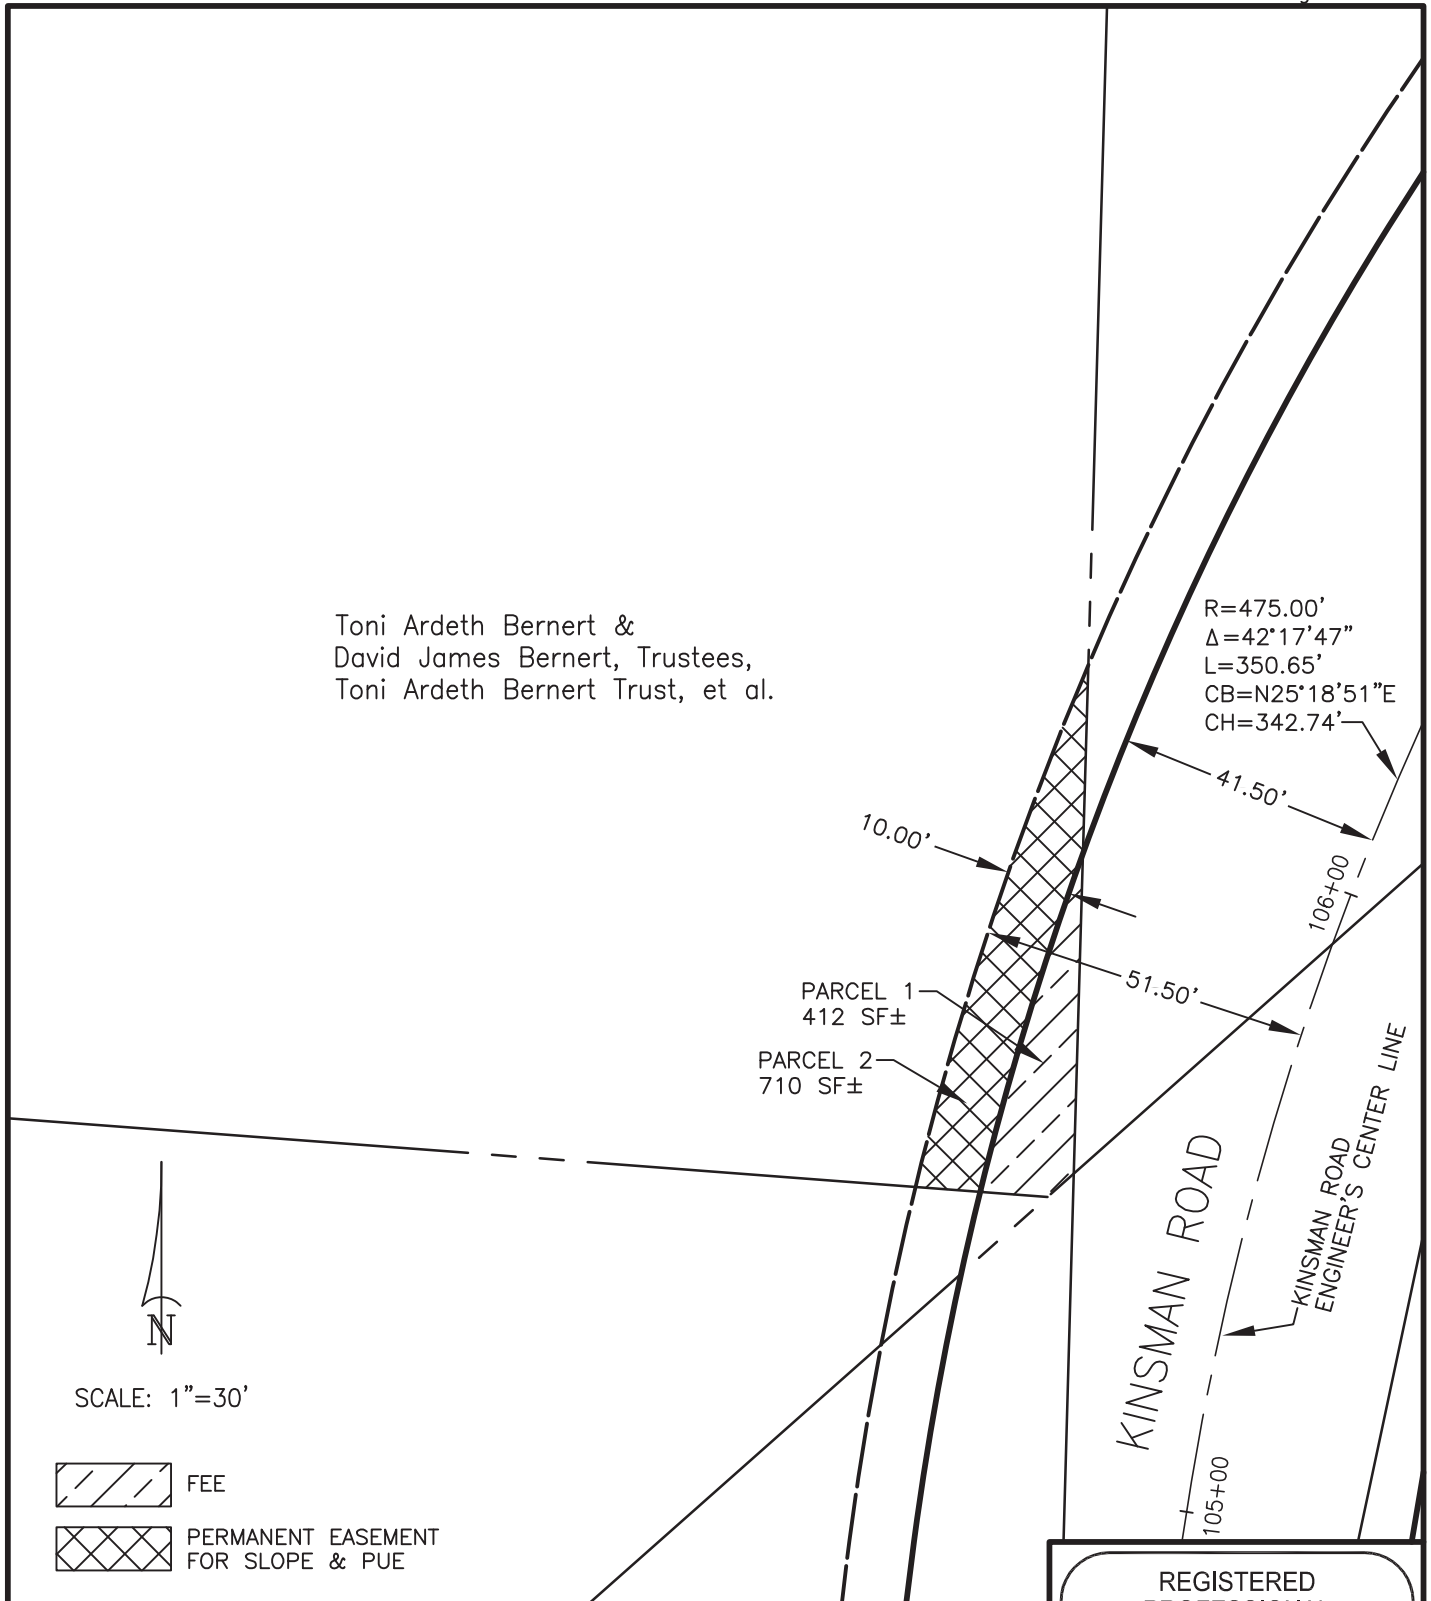 Toni Ardeth Bernert &
David James Bernert, Trustees,
Toni Ardeth Bernert Trust, et al.
R=475.00'
Δ=42°17'47"
L=350.65'
CB=N25°18'51"E
CH=342.74'
41.50'
10.00'
106+00
51.50'
PARCEL 1
412 SF±
PARCEL 2
710 SF±
KINSMAN ROAD
KINSMAN ROAD
ENGINEER'S CENTER LINE
105+00
N
SCALE: 1"=30'
FEE
PERMANENT EASEMENT
FOR SLOPE & PUE
REGISTERED